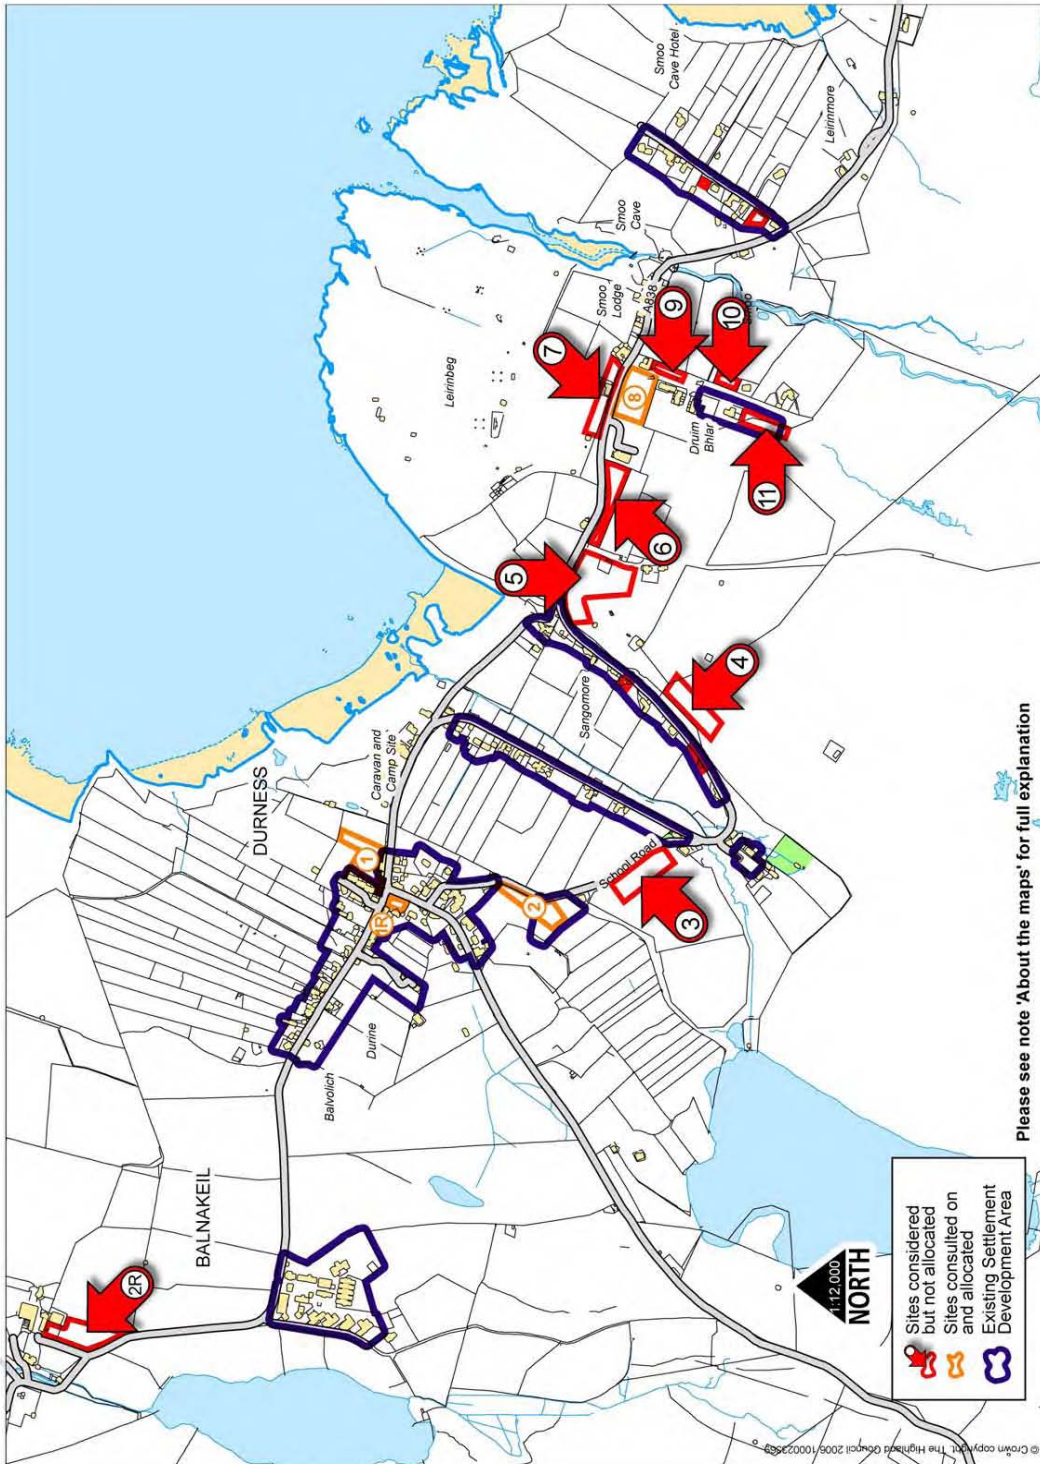 BALNAKEIL
2R
Balvolich
Durine
DURNESS
Caravan and
Camp Site
1
1R
2
School Road
3
Sangomore
4
5
6
Leirinbeg
7
8
Smoo
Lodge
A838
9
10
11
Druim
Bhlar
Smoo
Cave
Smoo
Cave Hotel
Leirinmore
1:12,000
NORTH
Sites considered
but not allocated
Sites consulted on
and allocated
Existing Settlement
Development Area
Please see note 'About the maps' for full explanation
© Crown copyright. The Highland Council 2006 100023369